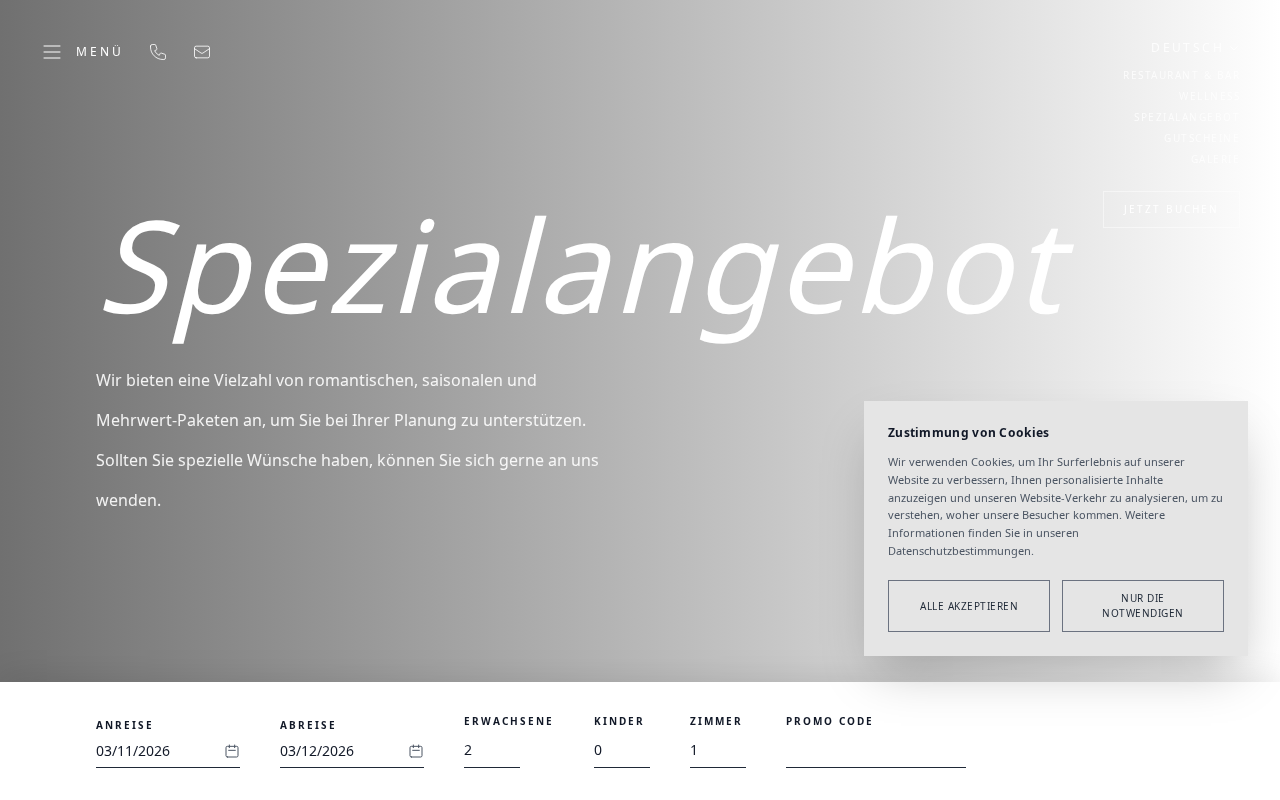 MENÜ
DEUTSCH
RESTAURANT & BAR
WELLNESS
SPEZIALANGEBOT
GUTSCHEINE
GALERIE
JETZT BUCHEN
Spezialangebot
Wir bieten eine Vielzahl von romantischen, saisonalen und
Mehrwert-Paketen an, um Sie bei Ihrer Planung zu unterstützen.
Sollten Sie spezielle Wünsche haben, können Sie sich gerne an uns
wenden.
Zustimmung von Cookies
Wir verwenden Cookies, um Ihr Surferlebnis auf unserer
Website zu verbessern, Ihnen personalisierte Inhalte
anzuzeigen und unseren Website-Verkehr zu analysieren, um zu
verstehen, woher unsere Besucher kommen. Weitere
Informationen finden Sie in unseren
Datenschutzbestimmungen.
ALLE AKZEPTIEREN
NUR DIE
NOTWENDIGEN
ANREISE
03/11/2026
ABREISE
03/12/2026
ERWACHSENE
2
KINDER
0
ZIMMER
1
PROMO CODE